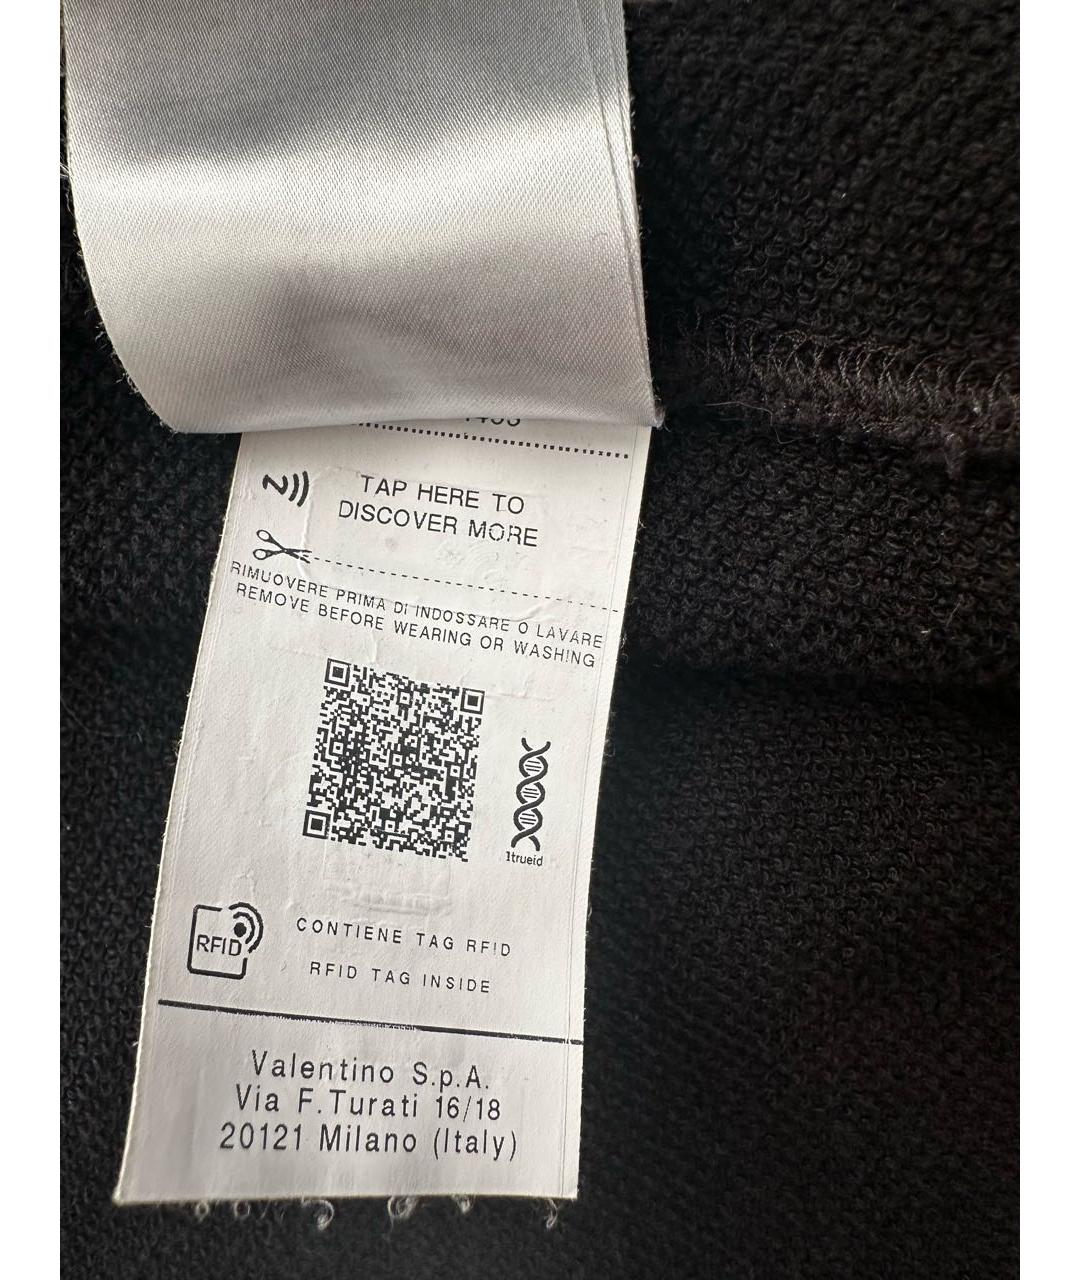 TAP HERE TO
DISCOVER MORE
RIMUOVERE PRIMA DI INDOSSARE O LAVARE
REMOVE BEFORE WEARING OR WASHING
1trueid
RFID
CONTIENE TAG RFID
RFID TAG INSIDE
Valentino S.p.A.
Via F.Turati 16/18
20121 Milano (Italy)